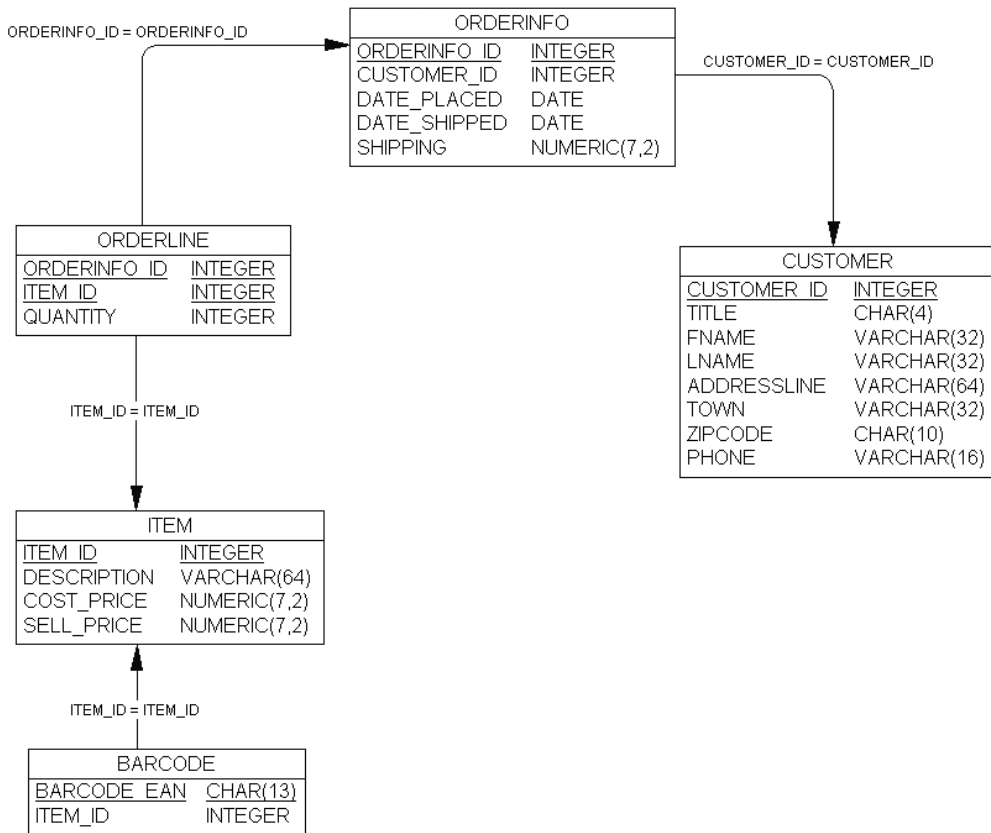 ORDERINFO_ID = ORDERINFO_ID
ORDERINFO
ORDERINFO_ID INTEGER
CUSTOMER_ID INTEGER
DATE_PLACED DATE
DATE_SHIPPED DATE
SHIPPING NUMERIC(7,2)
CUSTOMER_ID = CUSTOMER_ID
ORDERLINE
ORDERINFO_ID INTEGER
ITEM_ID INTEGER
QUANTITY INTEGER
CUSTOMER
CUSTOMER_ID INTEGER
TITLE CHAR(4)
FNAME VARCHAR(32)
LNAME VARCHAR(32)
ADDRESSLINE VARCHAR(64)
TOWN VARCHAR(32)
ZIPCODE CHAR(10)
PHONE VARCHAR(16)
ITEM_ID = ITEM_ID
ITEM
ITEM_ID INTEGER
DESCRIPTION VARCHAR(64)
COST_PRICE NUMERIC(7,2)
SELL_PRICE NUMERIC(7,2)
ITEM_ID = ITEM_ID
BARCODE
BARCODE_EAN CHAR(13)
ITEM_ID INTEGER